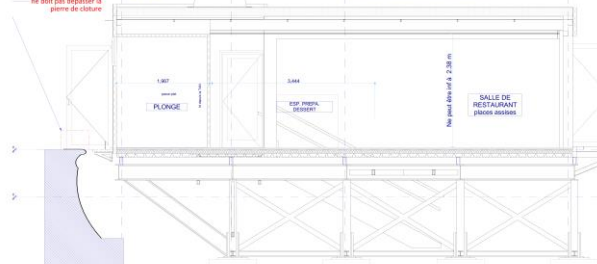 ne doit pas dépasser la
pierre de cloture
1,907
3,444
PLONGE
ESP. PREPA.
DESSERT
Ne peut être inf à 2.38 m
SALLE DE
RESTAURANT
places assises